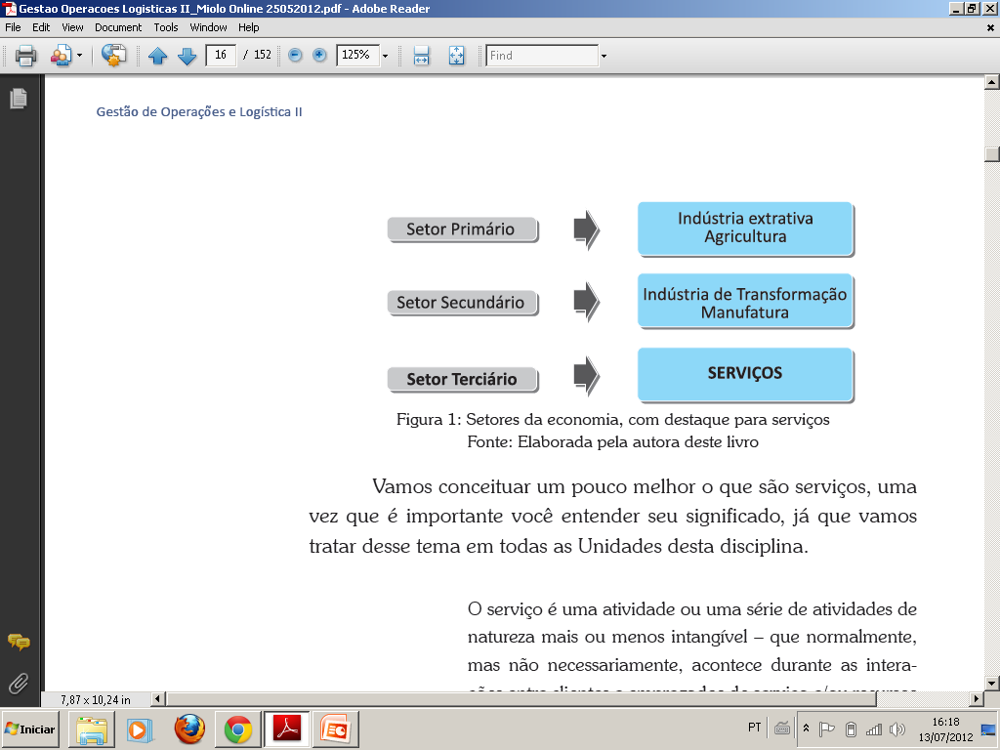 Gestao Operacoes Logisticas II_Miolo Online 25052012.pdf - Adobe Reader
File Edit View Document Tools Window Help
16 / 152 125% Find
Gestão de Operações e Logística II
Setor Primário
Indústria extrativa
Agricultura
Setor Secundário
Indústria de Transformação
Manufatura
Setor Terciário
SERVIÇOS
Figura 1: Setores da economia, com destaque para serviços
Fonte: Elaborada pela autora deste livro
Vamos conceituar um pouco melhor o que são serviços, uma
vez que é importante você entender seu significado, já que vamos
tratar desse tema em todas as Unidades desta disciplina.
O serviço é uma atividade ou uma série de atividades de
natureza mais ou menos intangível – que normalmente,
mas não necessariamente, acontece durante as intera-
7,87 x 10,24 in
Iniciar
PT
16:18
13/07/2012